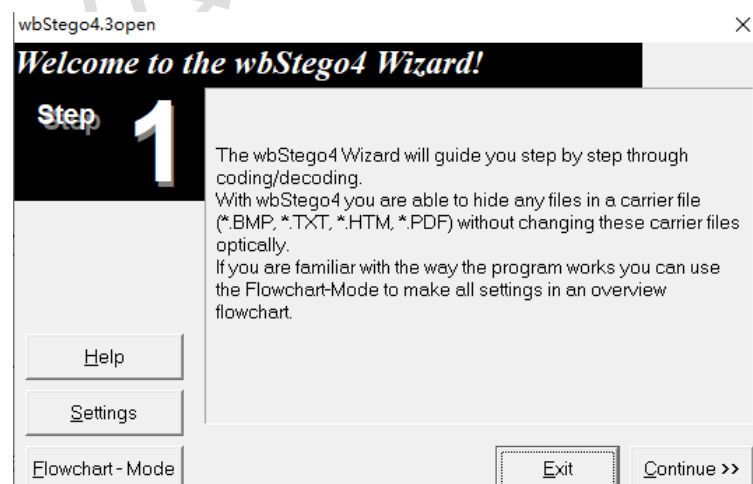 wbStego4.3open
Welcome to the wbStego4 Wizard!
Step 1
The wbStego4 Wizard will guide you step by step through
coding/decoding.
With wbStego4 you are able to hide any files in a carrier file
(*.BMP, *.TXT, *.HTM, *.PDF) without changing these carrier files
optically.
If you are familiar with the way the program works you can use
the Flowchart-Mode to make all settings in an overview
flowchart.
Help
Settings
Flowchart - Mode
Exit
Continue >>